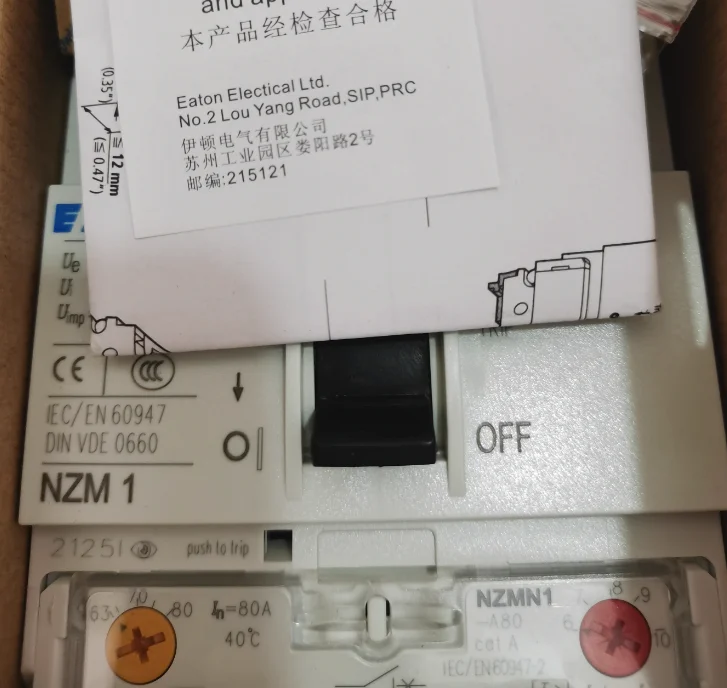 本产品经检查合格
Eaton Electical Ltd.
No.2 Lou Yang Road,SIP,PRC
伊顿电气有限公司
苏州工业园区娄阳路2号
邮编:215121
(0.35")
≤ 12 mm
(≤ 0.47")
Ue
Ui
Uimp
CE
CCC
IEC/EN 60947
DIN VDE 0660
NZM 1
OFF
21251
push to trip
63
70
80
In=80A
40°C
NZMN1
-A80
cat A
IEC/EN60947-2
6
7
8
9
10